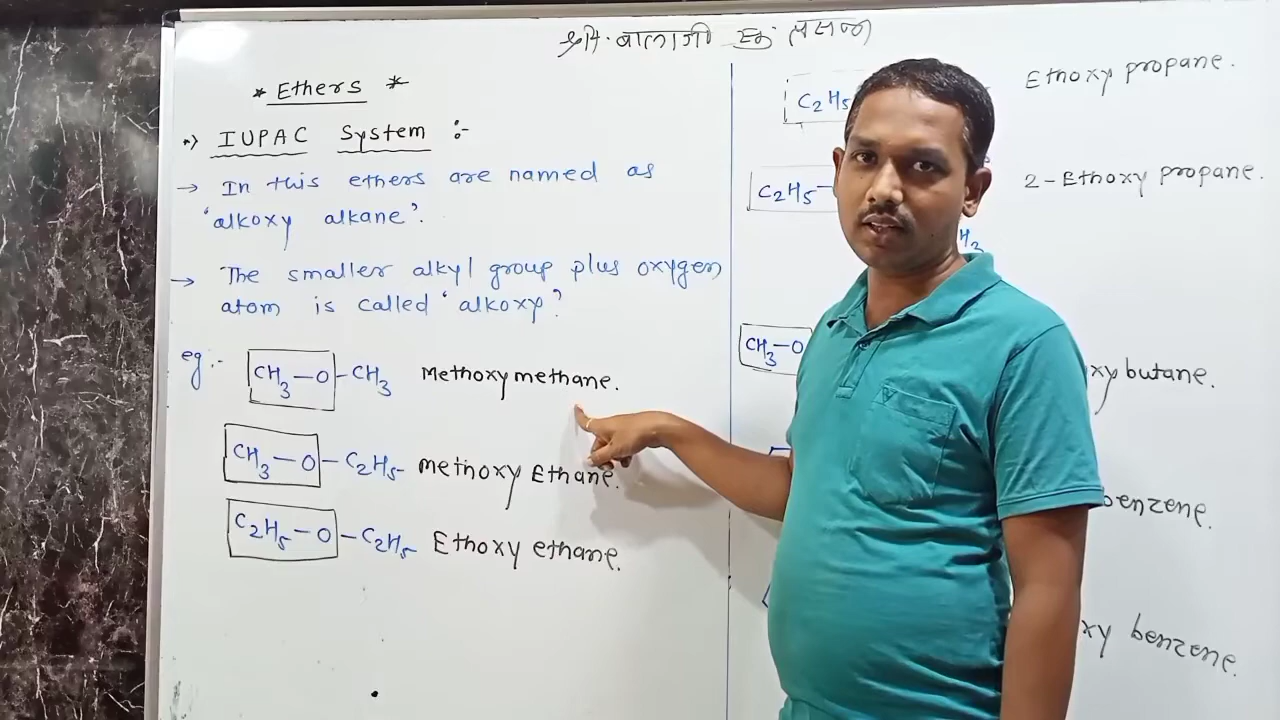 श्री. बालाजी
* Ethers *
*) IUPAC System :-
→ In this ethers are named as
'alkoxy alkane'.
→ The smaller alkyl group plus oxygen
atom is called 'alkoxy'
eg:- CH3-O-CH3 Methoxy methane.
CH3-O-C2H5 methoxy Ethane.
C2H5-O-C2H5 Ethoxy ethane.
C2H5 Ethoxy propane.
C2H5- 2-Ethoxy propane.
CH3-O xy butane.
benzene.
xy benzene.